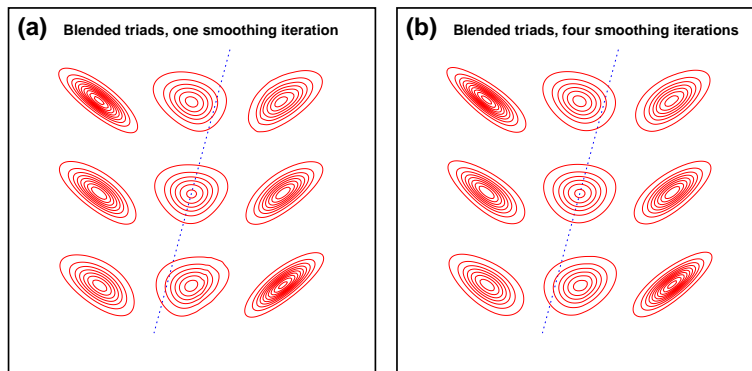 (a) Blended triads, one smoothing iteration
(b) Blended triads, four smoothing iterations